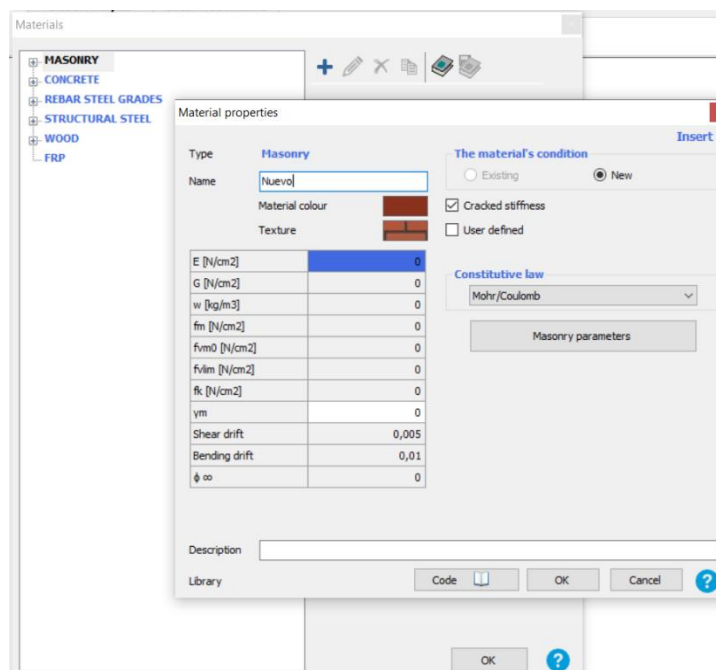 Materials
MASONRY
CONCRETE
REBAR STEEL GRADES
STRUCTURAL STEEL
WOOD
FRP
Material properties
Insert
Type Masonry
Name Nuevo
Material colour
Texture
The material's condition
Existing New
Cracked stiffness
User defined
E [N/cm2] 0
G [N/cm2] 0
w [kg/m3] 0
fm [N/cm2] 0
fvm0 [N/cm2] 0
fvlim [N/cm2] 0
fk [N/cm2] 0
γm 0
Shear drift 0,005
Bending drift 0,01
ϕ ∞ 0
Constitutive law
Mohr/Coulomb
Masonry parameters
Description
Library
Code OK Cancel ?
OK ?